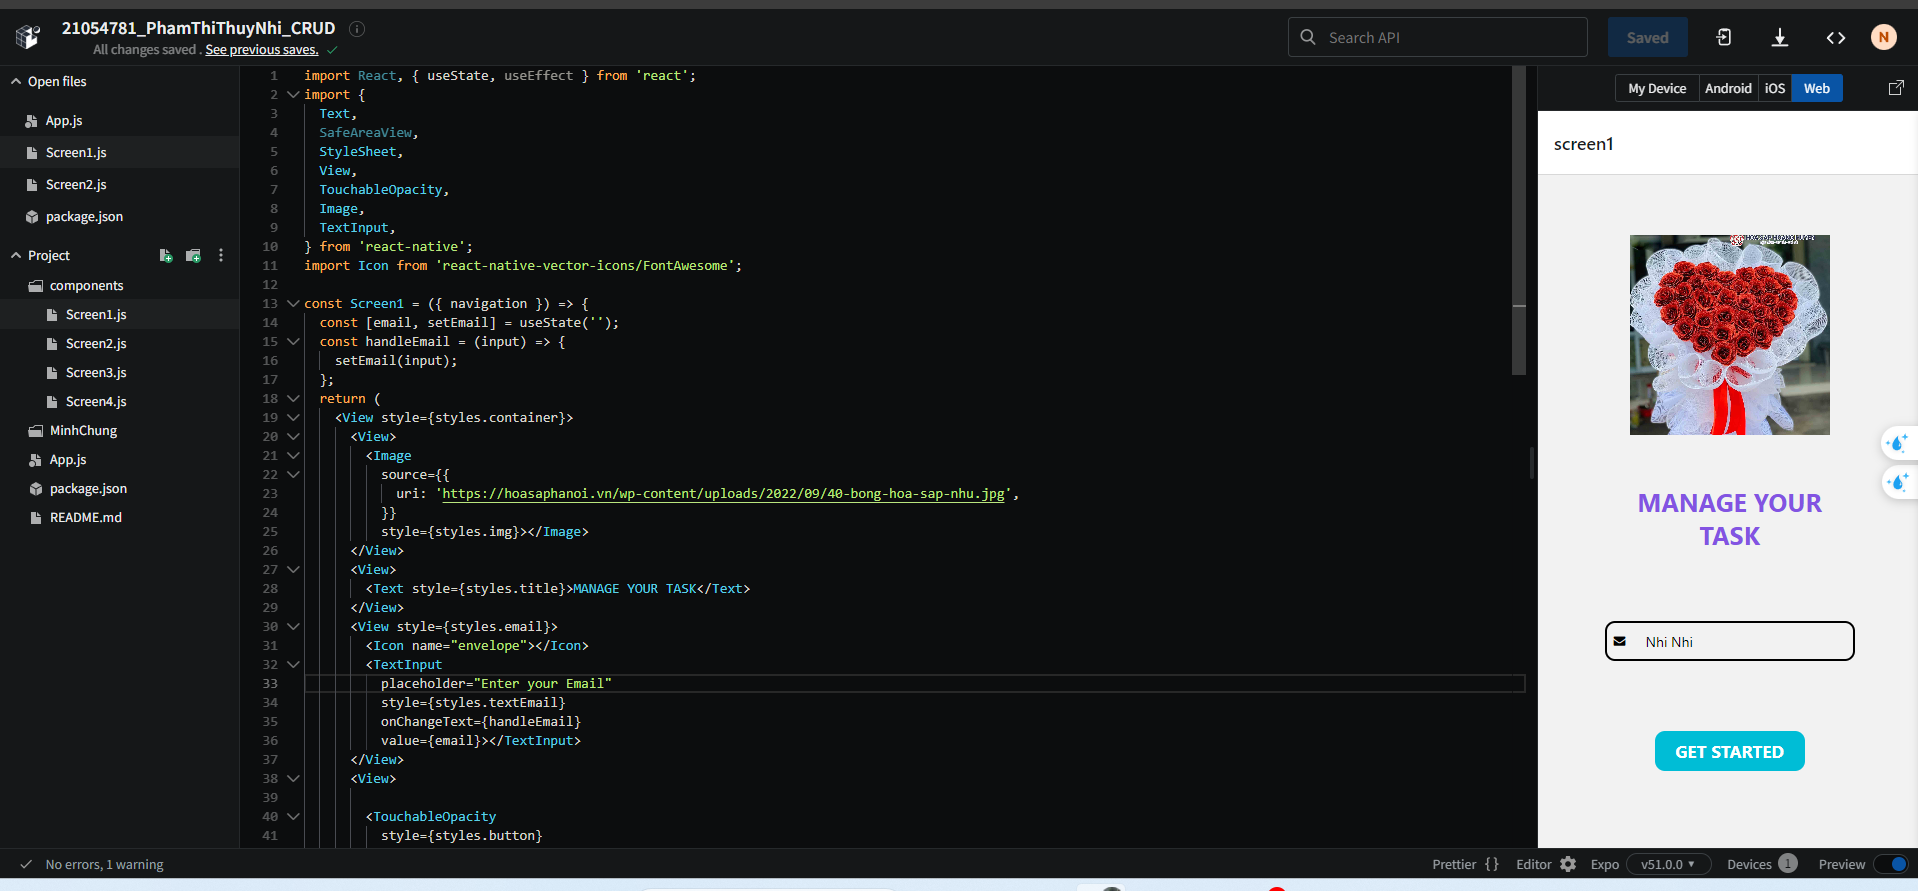 21054781_PhamThiThuyNhi_CRUD
All changes saved . See previous saves.
Search API
Saved
N
Open files
App.js
Screen1.js
Screen2.js
package.json
Project
components
Screen1.js
Screen2.js
Screen3.js
Screen4.js
MinhChung
App.js
package.json
README.md
1 import React, { useState, useEffect } from 'react';
2 import {
3 Text,
4 SafeAreaView,
5 StyleSheet,
6 View,
7 TouchableOpacity,
8 Image,
9 TextInput,
10 } from 'react-native';
11 import Icon from 'react-native-vector-icons/FontAwesome';
12
13 const Screen1 = ({ navigation }) => {
14 const [email, setEmail] = useState('');
15 const handleEmail = (input) => {
16 setEmail(input);
17 };
18 return (
19 <View style={styles.container}>
20 <View>
21 <Image
22 source={{
23 uri: 'https://hoasaphanoi.vn/wp-content/uploads/2022/09/40-bong-hoa-sap-nhu.jpg',
24 }}
25 style={styles.img}></Image>
26 </View>
27 <View>
28 <Text style={styles.title}>MANAGE YOUR TASK</Text>
29 </View>
30 <View style={styles.email}>
31 <Icon name="envelope"></Icon>
32 <TextInput
33 placeholder="Enter your Email"
34 style={styles.textEmail}
35 onChangeText={handleEmail}
36 value={email}></TextInput>
37 </View>
38 <View>
39
40 <TouchableOpacity
41 style={styles.button}
My Device Android iOS Web
screen1
MANAGE YOUR
TASK
Nhi Nhi
GET STARTED
No errors, 1 warning
Prettier {} Editor Expo v51.0.0 Devices 1 Preview